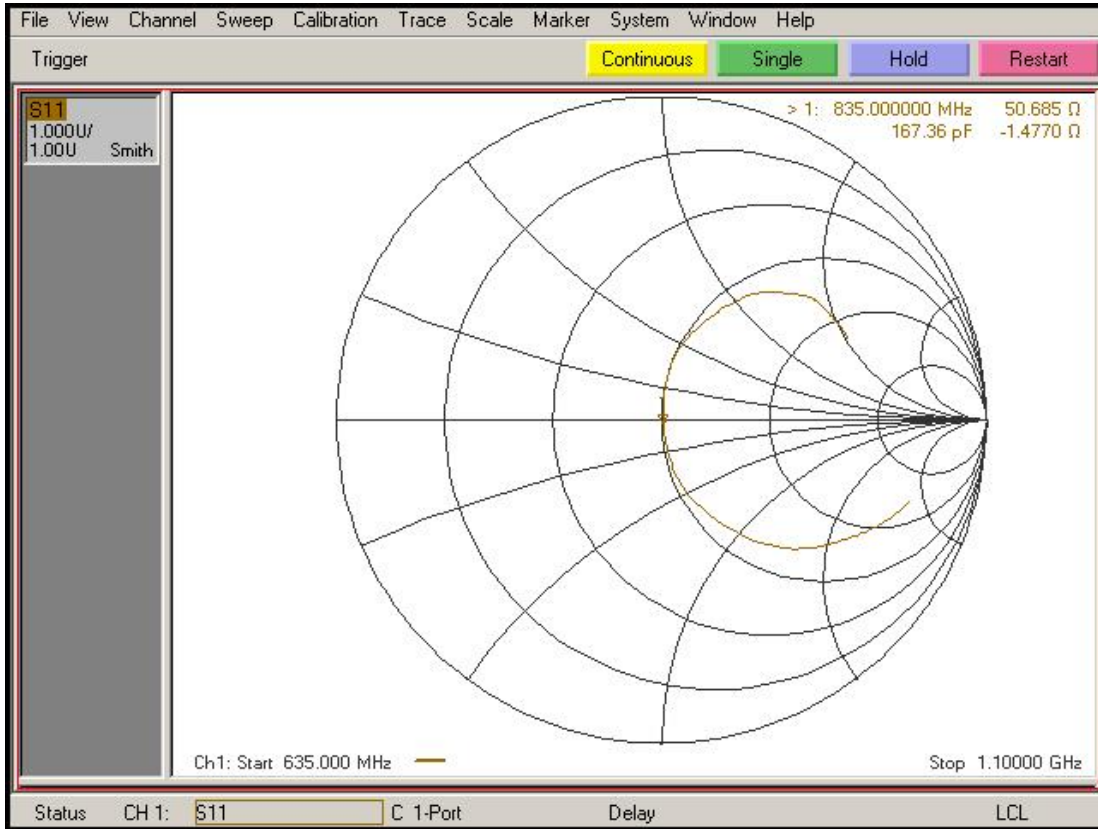 File View Channel Sweep Calibration Trace Scale Marker System Window Help
Trigger Continuous Single Hold Restart
S11
1.000U/
1.00U Smith
> 1: 835.000000 MHz 50.685 Ω
167.36 pF -1.4770 Ω
Ch1: Start 635.000 MHz Stop 1.10000 GHz
Status CH 1: S11 C 1-Port Delay LCL